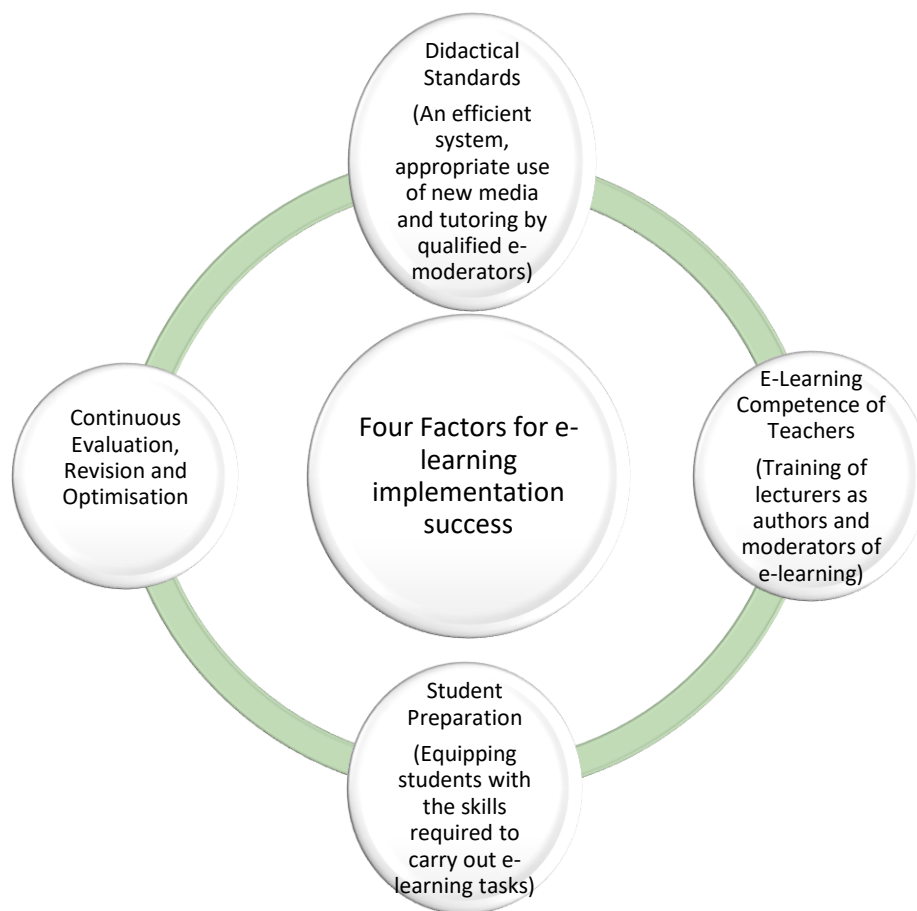 Didactical
Standards
(An efficient
system,
appropriate use
of new media
and tutoring by
qualified e-
moderators)
Four Factors for e-
learning
implementation
success
E-Learning
Competence of
Teachers
(Training of
lecturers as
authors and
moderators of
e-learning)
Student
Preparation
(Equipping
students with
the skills
required to
carry out e-
learning tasks)
Continuous
Evaluation,
Revision and
Optimisation